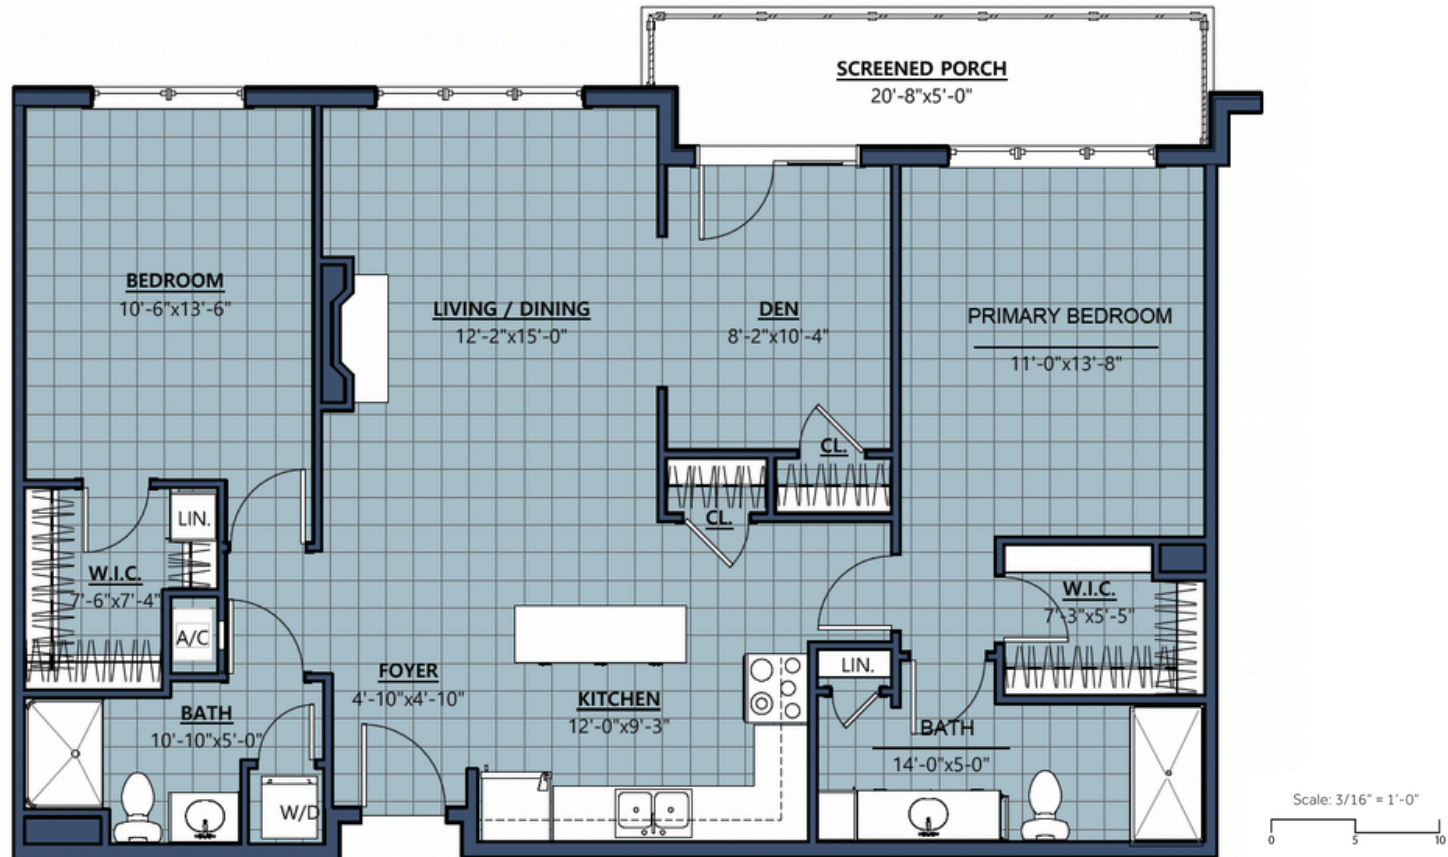 SCREENED PORCH
20'-8"x5'-0"
BEDROOM
10'-6"x13'-6"
LIVING / DINING
12'-2"x15'-0"
DEN
8'-2"x10'-4"
PRIMARY BEDROOM
11'-0"x13'-8"
CL.
CL.
LIN.
W.I.C.
7'-6"x7'-4"
W.I.C.
7'-3"x5'-5"
A/C
LIN.
FOYER
4'-10"x4'-10"
KITCHEN
12'-0"x9'-3"
BATH
10'-10"x5'-0"
BATH
14'-0"x5-0"
W/D
Scale: 3/16" = 1'-0"
0 5 10